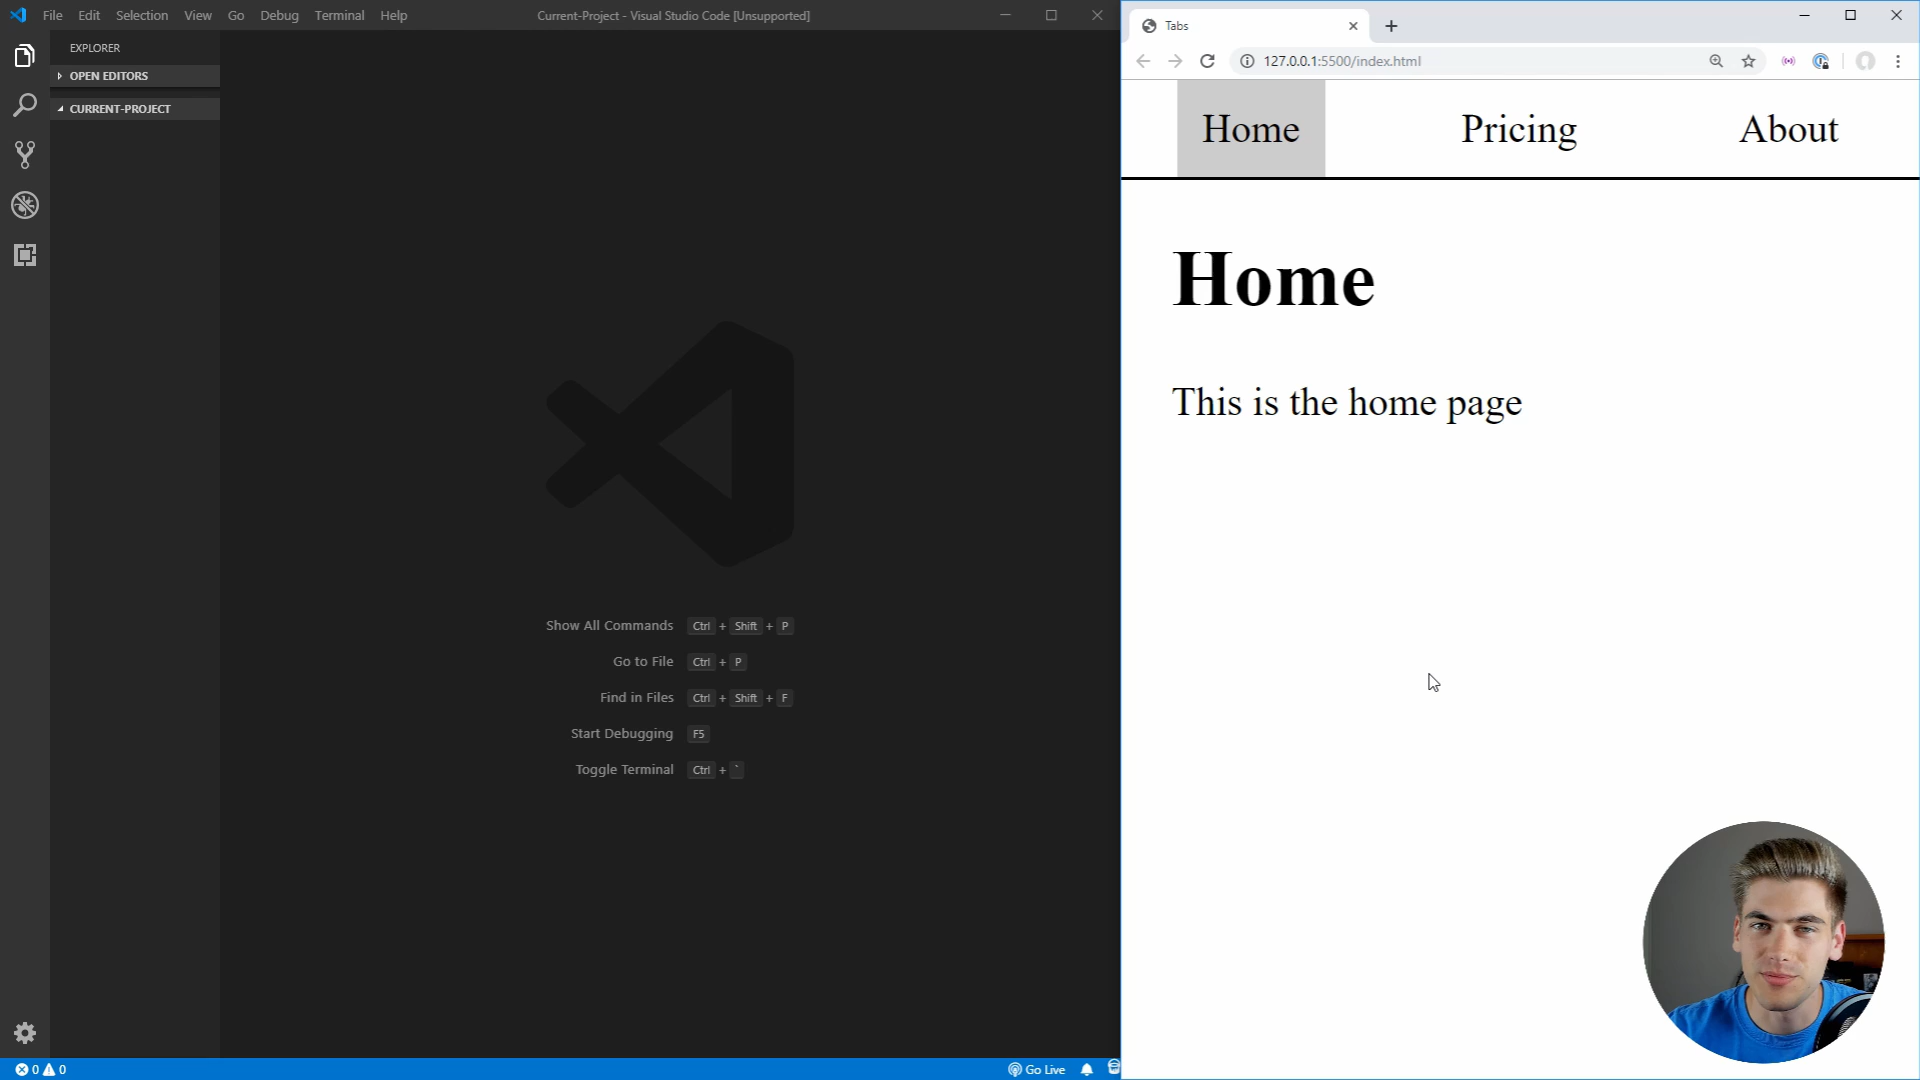 File Edit Selection View Go Debug Terminal Help
Current-Project - Visual Studio Code [Unsupported]
EXPLORER
OPEN EDITORS
CURRENT-PROJECT
Show All Commands Ctrl + Shift + P
Go to File Ctrl + P
Find in Files Ctrl + Shift + F
Start Debugging F5
Toggle Terminal Ctrl + `
0 0
Go Live
Tabs
127.0.0.1:5500/index.html
Home Pricing About
Home
This is the home page